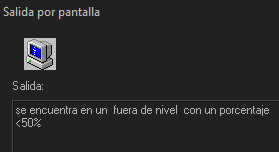 Salida por pantalla
Salida:
se encuentra en un  fuera de nivel  con un porcentaje
<50%